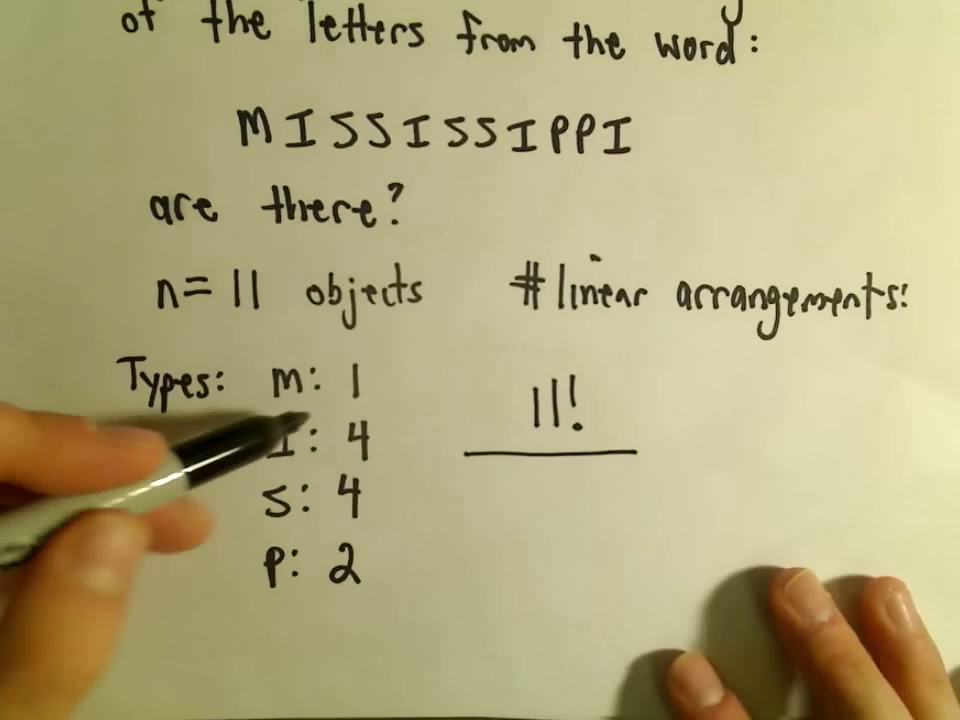 of the letters from the word:
MISSISSIPPI
are there?
n=11 objects
#linear arrangements:
Types: m: 1
I: 4
S: 4
P: 2
11!